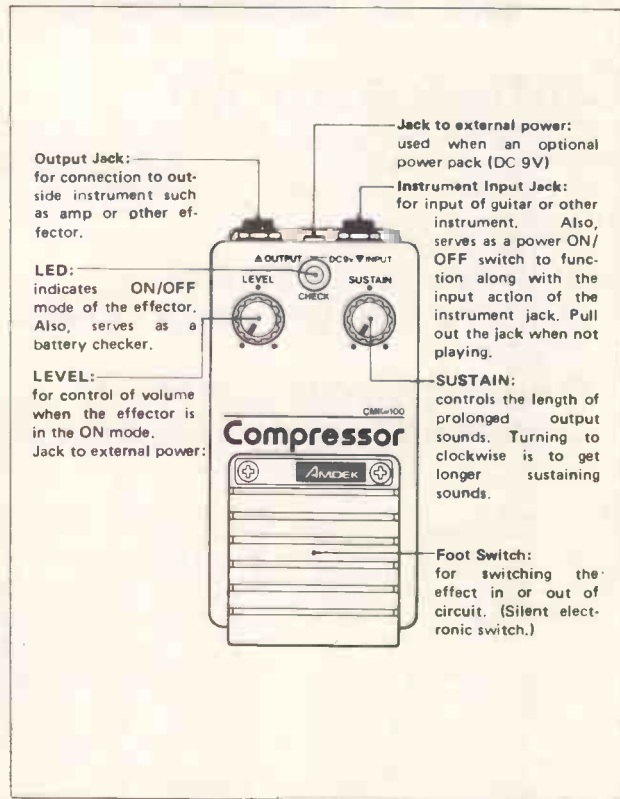 Output Jack:
for connection to out-
side instrument such
as amp or other ef-
fector.
LED:
indicates ON/OFF
mode of the effector.
Also, serves as a
battery checker.
LEVEL:
for control of volume
when the effector is
in the ON mode.
Jack to external power:
Jack to external power:
used when an optional
power pack (DC 9V)
Instrument Input Jack:
for input of guitar or other
instrument. Also,
serves as a power ON/
OFF switch to func-
tion along with the
input action of the
instrument jack. Pull
out the jack when not
playing.
SUSTAIN:
controls the length of
prolonged output
sounds. Turning to
clockwise is to get
longer sustaining
sounds.
Foot Switch:
for switching the
effect in or out of
circuit. (Silent elect-
ronic switch.)
▲ OUTPUT DC9v ▼ INPUT
LEVEL SUSTAIN
CHECK
CMK-100
Compressor
AMDEK